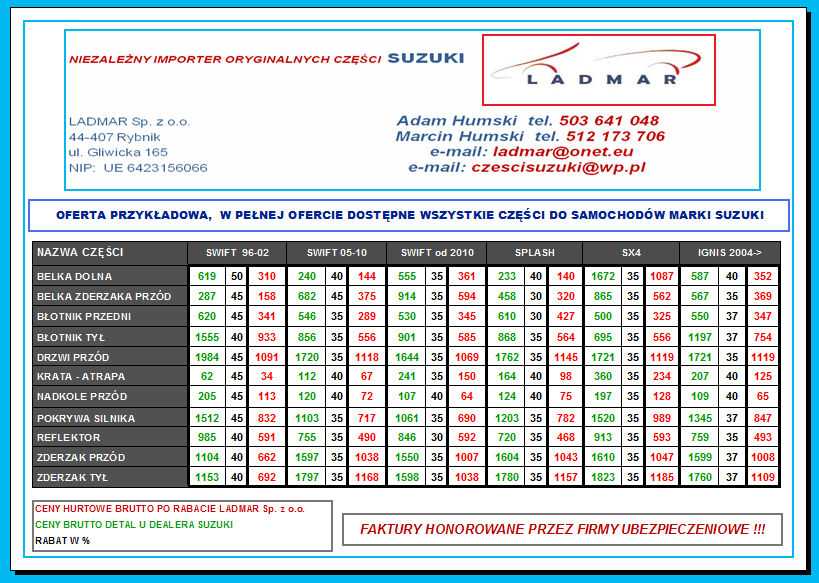 NIEZALEŻNY IMPORTER ORYGINALNYCH CZĘŚCI SUZUKI
LADMAR
LADMAR Sp. z o.o.
44-407 Rybnik
ul. Gliwicka 165
NIP: UE 6423156066
Adam Humski tel. 503 641 048
Marcin Humski tel. 512 173 706
e-mail: ladmar@onet.eu
e-mail: czescisuzuki@wp.pl
OFERTA PRZYKŁADOWA, W PEŁNEJ OFERCIE DOSTĘPNE WSZYSTKIE CZĘŚCI DO SAMOCHODÓW MARKI SUZUKI
NAZWA CZĘŚCI SWIFT 96-02 SWIFT 05-10 SWIFT od 2010 SPLASH SX4 IGNIS 2004->
BELKA DOLNA 619 50 310 240 40 144 555 35 361 233 40 140 1672 35 1087 587 40 352
BELKA ZDERZAKA PRZÓD 287 45 158 682 45 375 914 35 594 458 30 320 865 35 562 567 35 369
BŁOTNIK PRZEDNI 620 45 341 546 35 289 530 35 345 610 30 427 500 35 325 550 37 347
BŁOTNIK TYŁ 1555 40 933 856 35 556 901 35 585 868 35 564 695 35 556 1197 37 754
DRZWI PRZÓD 1984 45 1091 1720 35 1118 1644 35 1069 1762 35 1145 1721 35 1119 1721 35 1119
KRATA - ATRAPA 62 45 34 112 40 67 241 35 150 164 40 98 360 35 234 207 40 125
NADKOLE PRZÓD 205 45 113 120 40 72 107 40 64 124 40 75 197 35 128 109 40 65
POKRYWA SILNIKA 1512 45 832 1103 35 717 1061 35 690 1203 35 782 1520 35 989 1345 37 847
REFLEKTOR 985 40 591 755 35 490 846 30 592 720 35 468 913 35 593 759 35 493
ZDERZAK PRZÓD 1104 40 662 1597 35 1038 1550 35 1007 1604 35 1043 1610 35 1047 1599 37 1008
ZDERZAK TYŁ 1153 40 692 1797 35 1168 1598 35 1038 1780 35 1157 1823 35 1185 1760 37 1109
CENY HURTOWE BRUTTO PO RABACIE LADMAR Sp. z o.o.
CENY BRUTTO DETAL U DEALERA SUZUKI
RABAT W %
FAKTURY HONOROWANE PRZEZ FIRMY UBEZPIECZENIOWE !!!